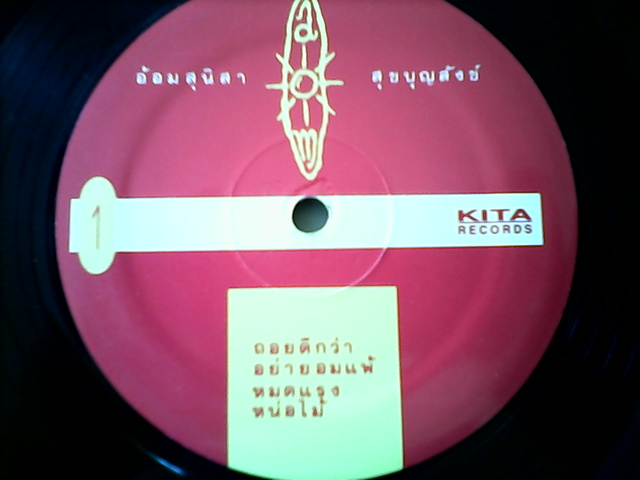 อ้อมสุนิสา สุขบุญสังข์
1
KITA
RECORDS
ถอยดีกว่า
อย่ายอมแพ้
หมดแรง
หน่อไม้